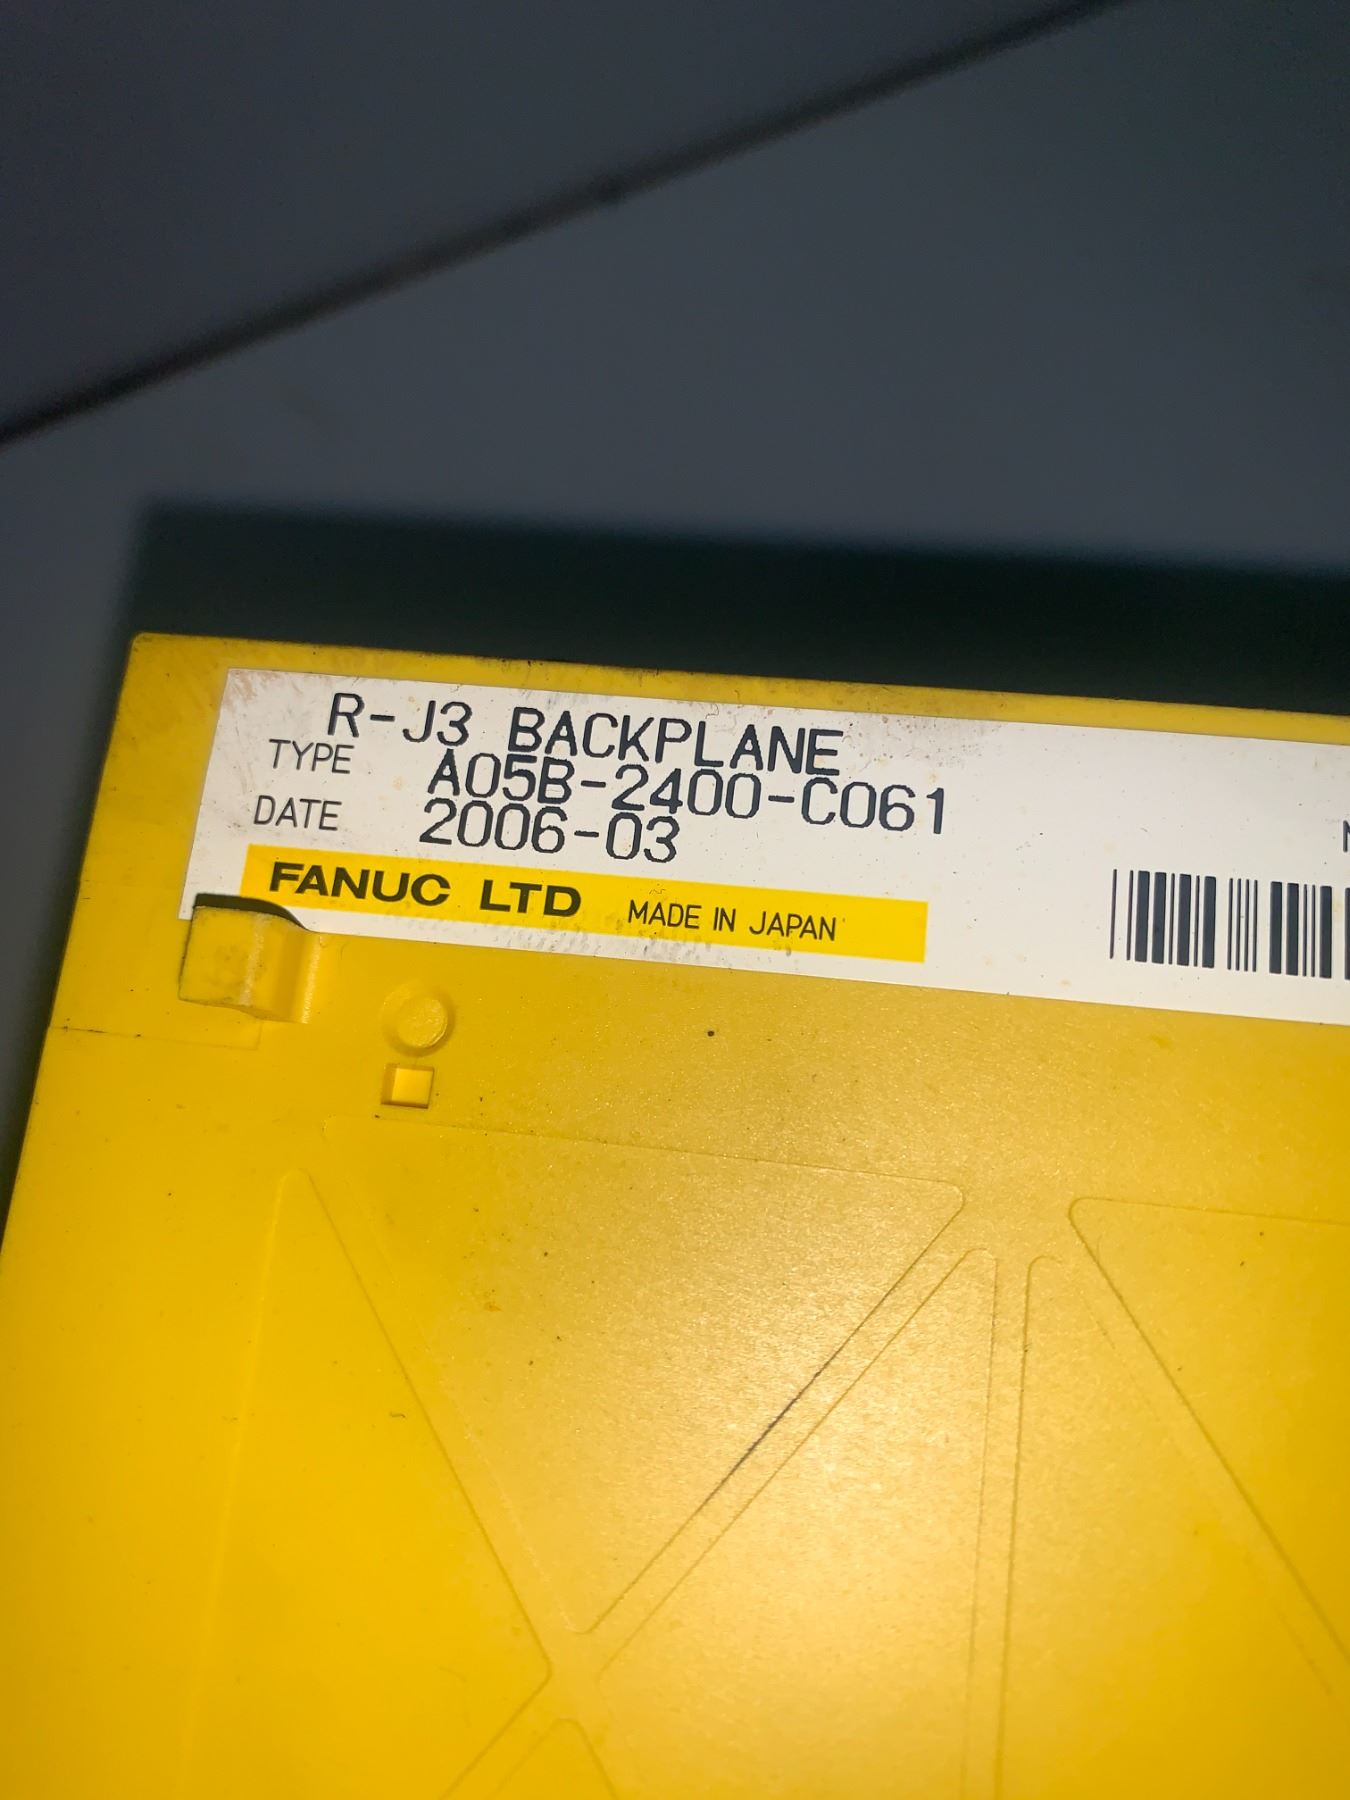 R-J3 BACKPLANE
TYPE A05B-2400-C061
DATE 2006-03
FANUC LTD MADE IN JAPAN